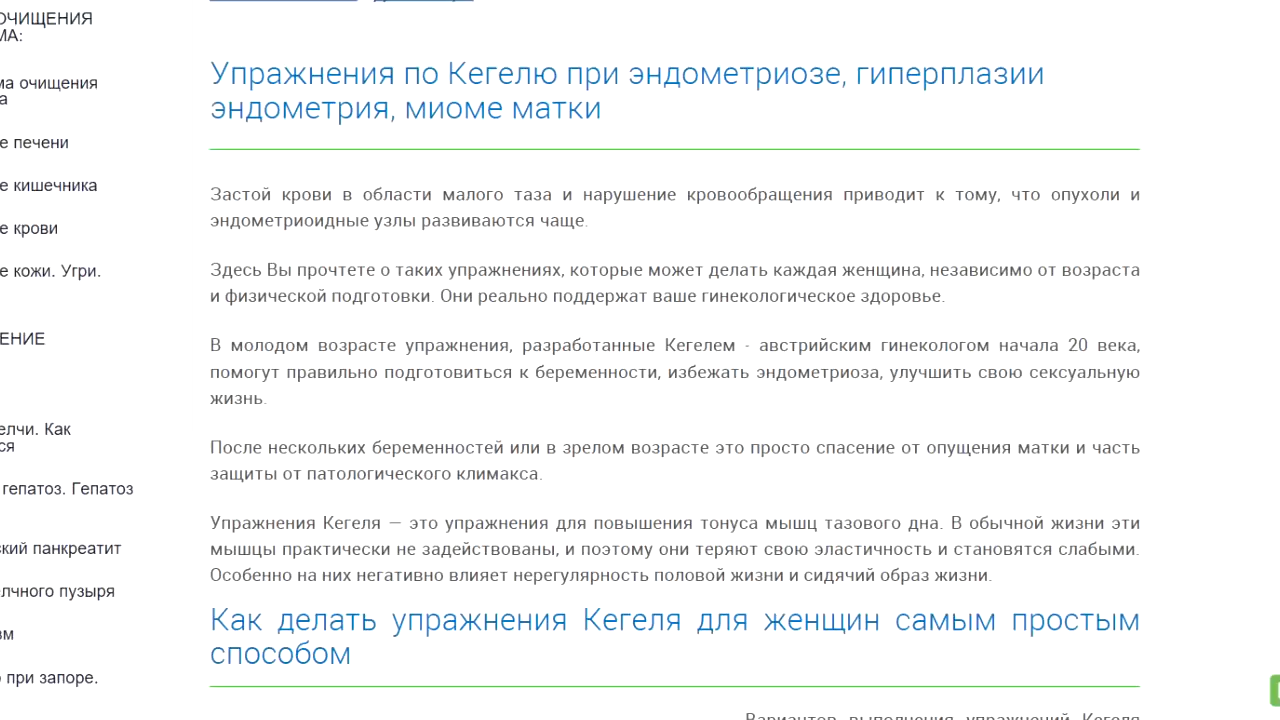 ОЧИЩЕНИЯ
МА:
ма очищения
а
е печени
е кишечника
е крови
е кожи. Угри.
ЕНИЕ
елчи. Как
ся
гепатоз. Гепатоз
ский панкреатит
лчного пузыря
зм
о при запоре.
Упражнения по Кегелю при эндометриозе, гиперплазии
эндометрия, миоме матки
Застой крови в области малого таза и нарушение кровообращения приводит к тому, что опухоли и
эндометриоидные узлы развиваются чаще.
Здесь Вы прочтете о таких упражнениях, которые может делать каждая женщина, независимо от возраста
и физической подготовки. Они реально поддержат ваше гинекологическое здоровье.
В молодом возрасте упражнения, разработанные Кегелем - австрийским гинекологом начала 20 века,
помогут правильно подготовиться к беременности, избежать эндометриоза, улучшить свою сексуальную
жизнь.
После нескольких беременностей или в зрелом возрасте это просто спасение от опущения матки и часть
защиты от патологического климакса.
Упражнения Кегеля — это упражнения для повышения тонуса мышц тазового дна. В обычной жизни эти
мышцы практически не задействованы, и поэтому они теряют свою эластичность и становятся слабыми.
Особенно на них негативно влияет нерегулярность половой жизни и сидячий образ жизни.
Как делать упражнения Кегеля для женщин самым простым
способом
Вариантов выполнения упражнений Кегеля